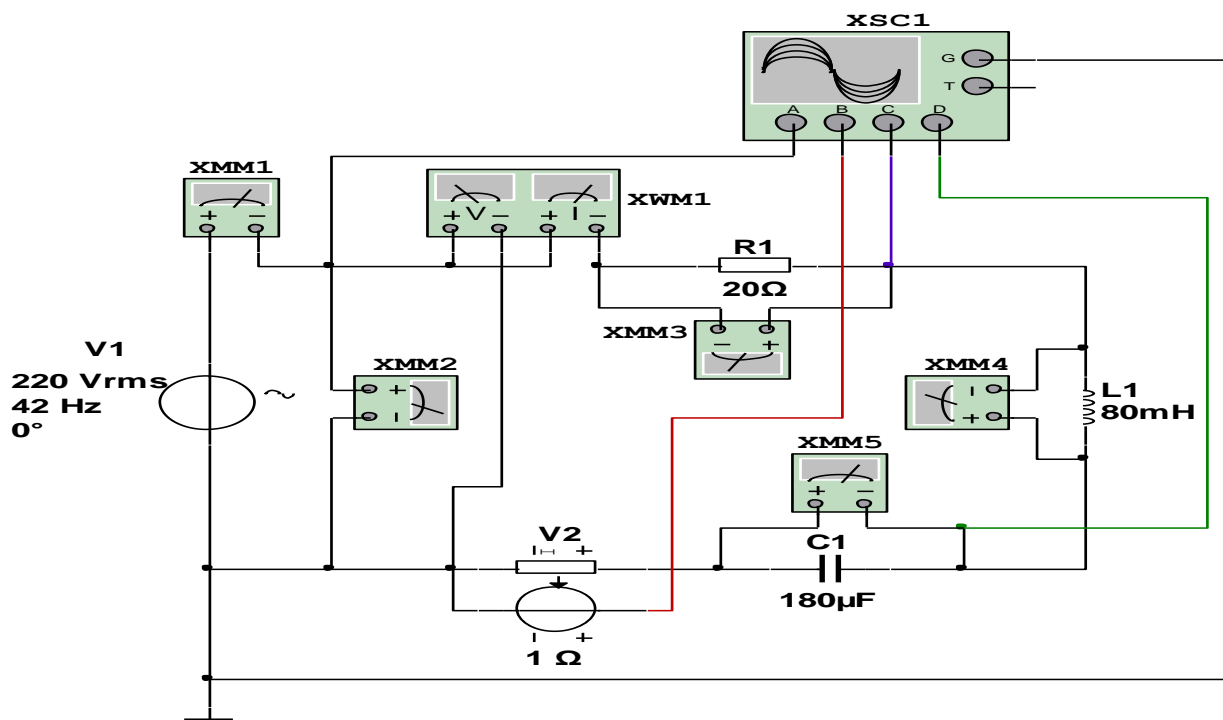 XSC1
G
T
A B C D
XMM1
+ −
XWM1
+ V − + I −
R1
20Ω
XMM3
− +
V1
220 Vrms
42 Hz
0°
XMM2
+
−
XMM4
−
+
L1
80mH
XMM5
+ −
V2
− +
C1
180µF
− +
1 Ω